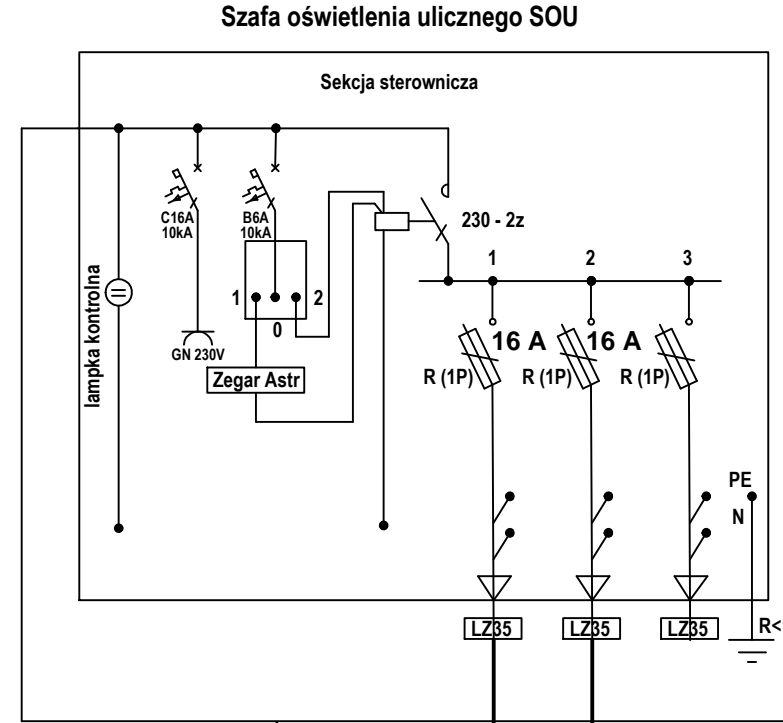 Szafa oświetlenia ulicznego SOU
Sekcja sterownicza
C16A
10kA
B6A
10kA
230 - 2z
1 2 3
lampka kontrolna
1 2
0
GN 230V
Zegar Astr
16 A 16 A
R (1P) R (1P) R (1P)
PE
N
LZ35 LZ35 LZ35 R<